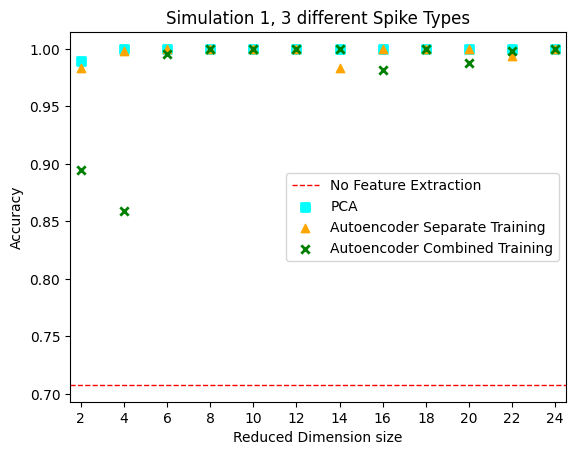 Simulation 1, 3 different Spike Types
1.00
0.95
0.90
0.85
0.80
0.75
0.70
Accuracy
No Feature Extraction
PCA
Autoencoder Separate Training
Autoencoder Combined Training
2 4 6 8 10 12 14 16 18 20 22 24
Reduced Dimension size